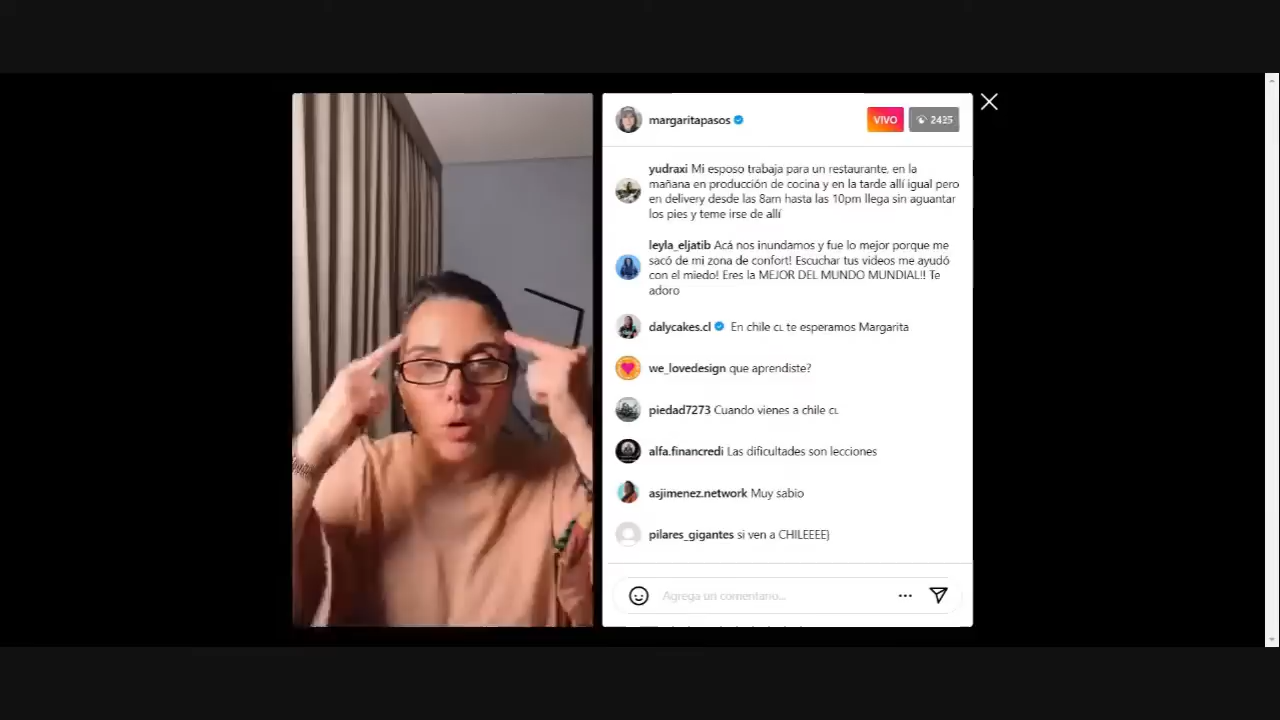 margaritapasos
VIVO
2425
yudraxi Mi esposo trabaja para un restaurante, en la
mañana en producción de cocina y en la tarde allí igual pero
en delivery desde las 8am hasta las 10pm llega sin aguantar
los pies y teme irse de allí
leyla_eljatib Acá nos inundamos y fue lo mejor porque me
sacó de mi zona de confort! Escuchar tus videos me ayudó
con el miedo! Eres la MEJOR DEL MUNDO MUNDIAL!! Te
adoro
dalycakes.cl En chile CL te esperamos Margarita
we_lovedesign que aprendiste?
piedad7273 Cuando vienes a chile CL
alfa.financredi Las dificultades son lecciones
asjimenez.network Muy sabio
pilares_gigantes si ven a CHILEEEE)
Agrega un comentario...